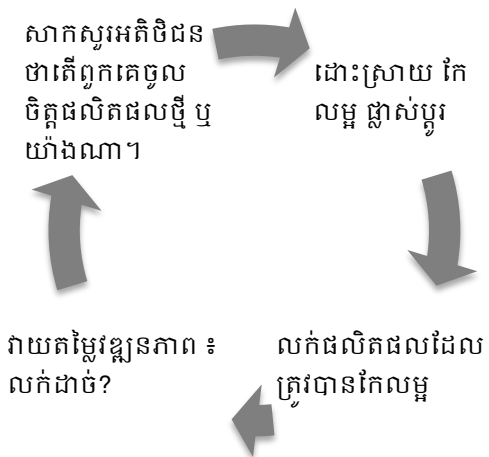 សាកសួរអតិថិជន
ថាតើពួកគេចូល
ចិត្តផលិតផលថ្មី ឬ
យ៉ាងណា។
ដោះស្រាយ កែ
លម្អ ផ្លាស់ប្តូរ
លក់ផលិតផលដែល
ត្រូវបានកែលម្អ
វាយតម្លៃវឌ្ឍនភាព ៖
លក់ដាច់?